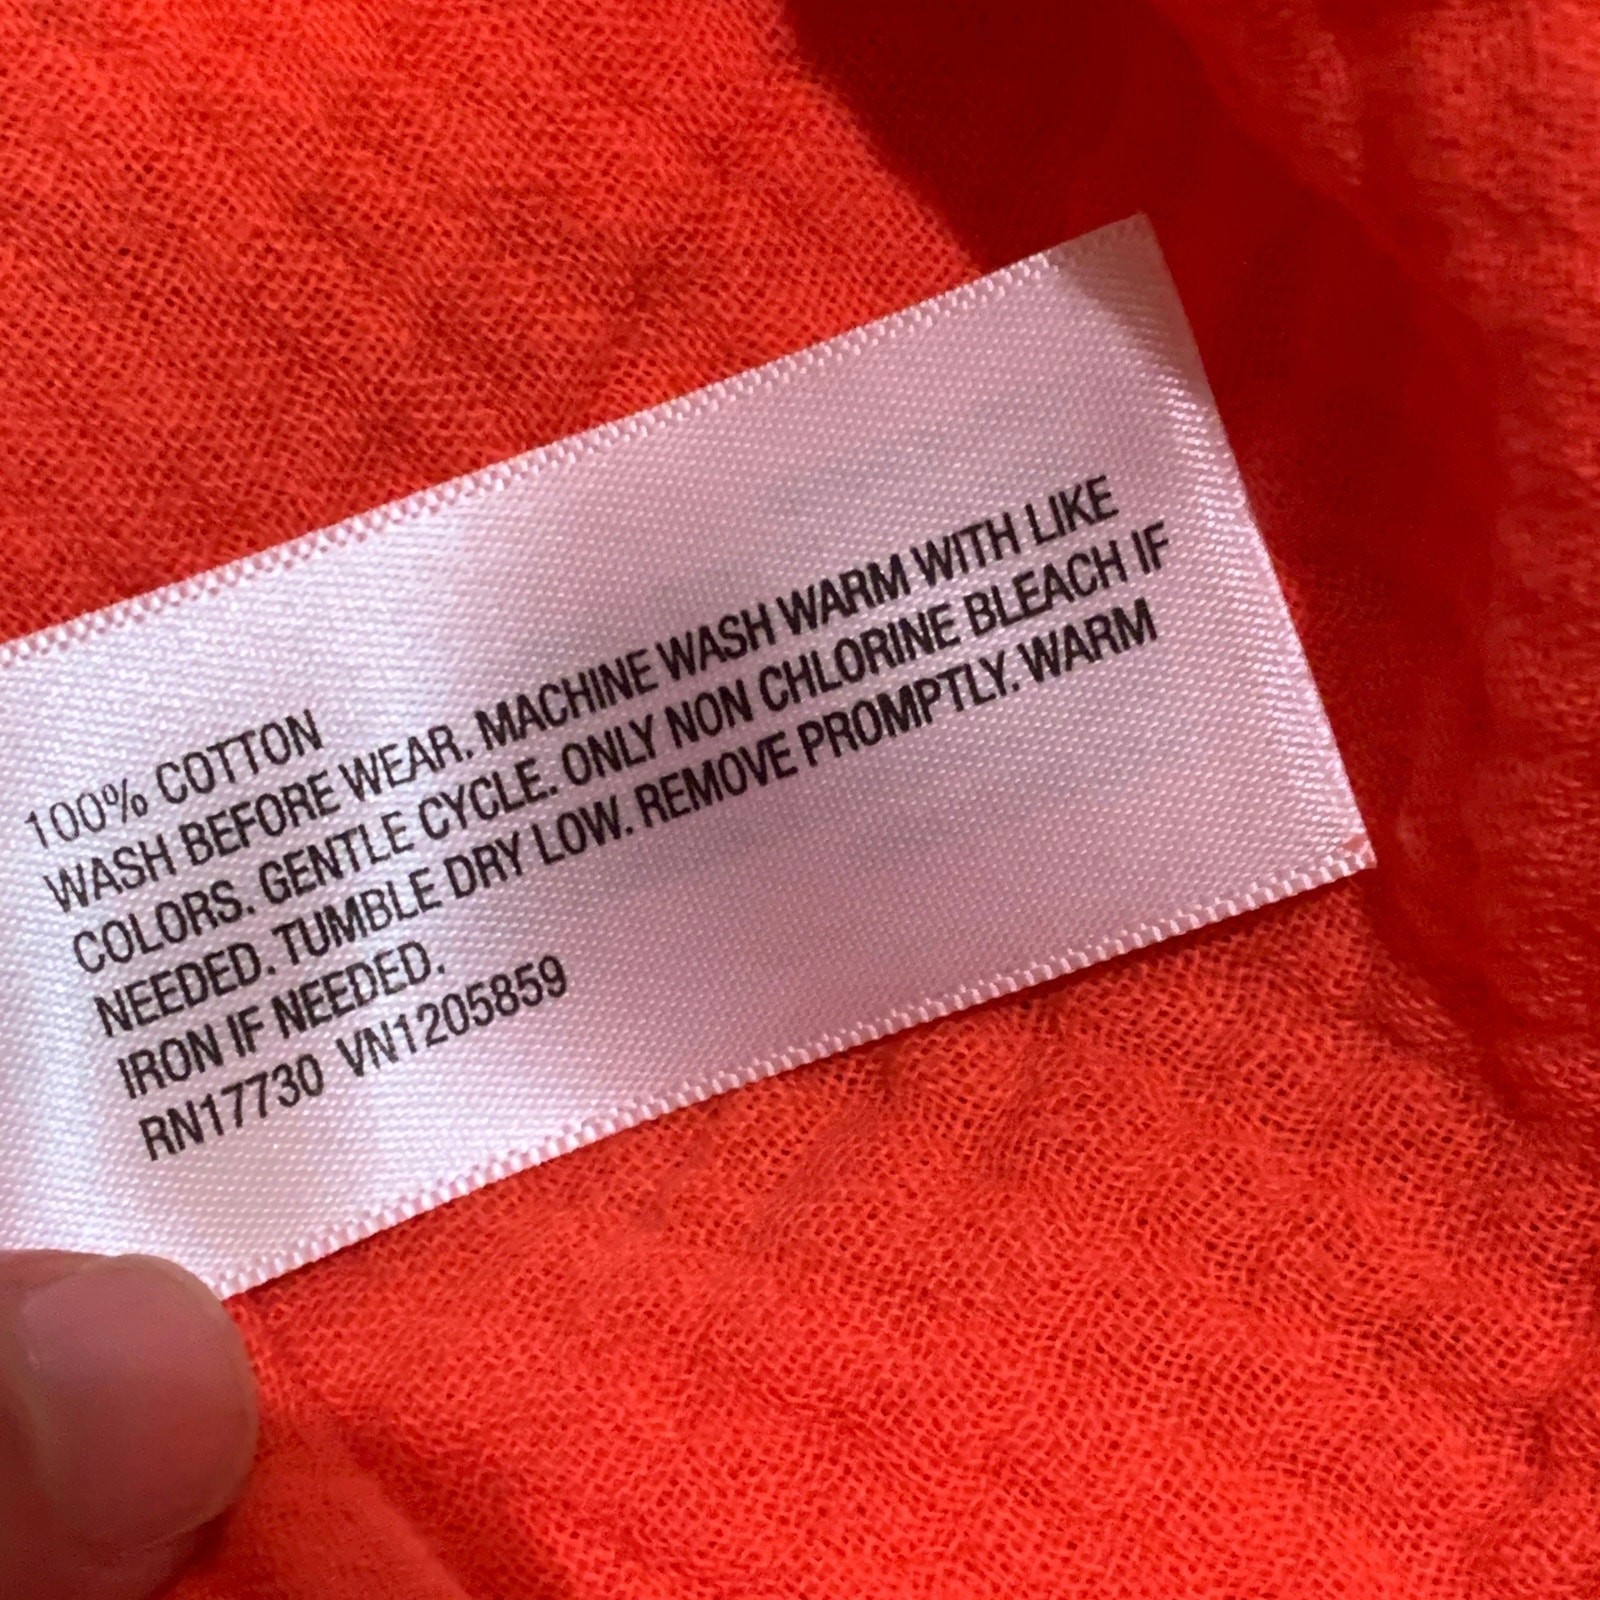 100% COTTON
WASH BEFORE WEAR. MACHINE WASH WARM WITH LIKE
COLORS. GENTLE CYCLE. ONLY NON CHLORINE BLEACH IF
NEEDED. TUMBLE DRY LOW. REMOVE PROMPTLY. WARM
IRON IF NEEDED.
RN17730 VN1205859